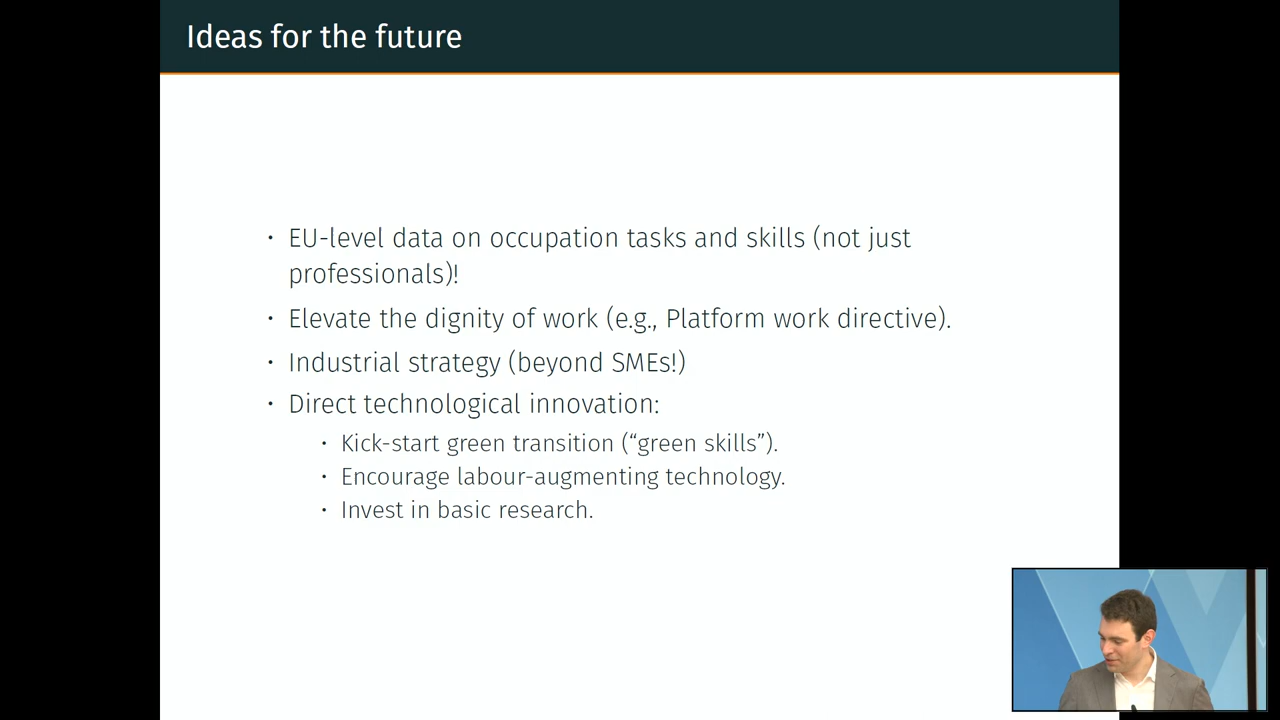 Ideas for the future
• EU-level data on occupation tasks and skills (not just
professionals)!
• Elevate the dignity of work (e.g., Platform work directive).
• Industrial strategy (beyond SMEs!)
• Direct technological innovation:
• Kick-start green transition (“green skills”).
• Encourage labour-augmenting technology.
• Invest in basic research.